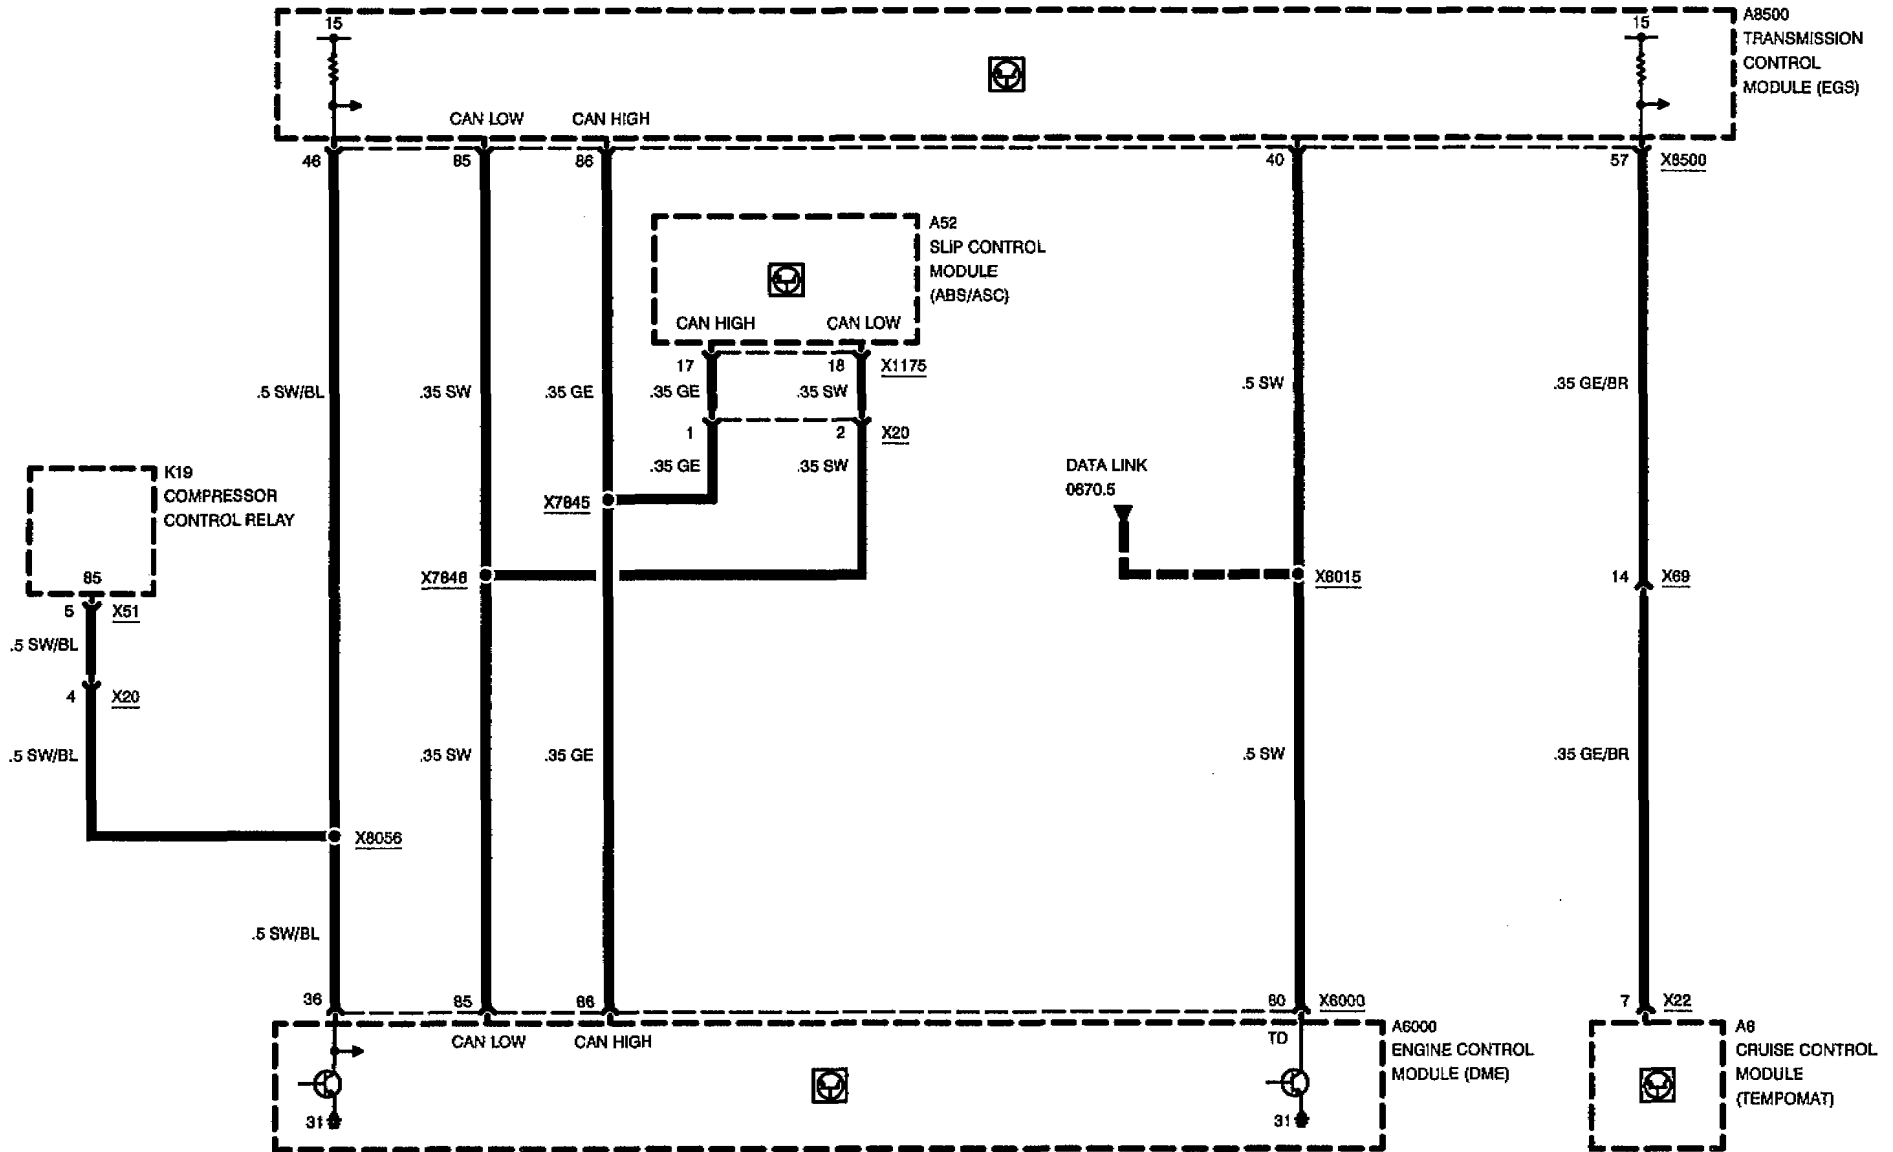 15
15
A8500
TRANSMISSION
CONTROL
MODULE (EGS)
CAN LOW
CAN HIGH
46
85
86
40
57
X8500
A52
SLIP CONTROL
MODULE
(ABS/ASC)
CAN HIGH
CAN LOW
17
18
X1175
.5 SW/BL
.35 SW
.35 GE
.35 GE
.35 SW
.5 SW
.35 GE/BR
1
2
X20
.35 GE
.35 SW
K19
COMPRESSOR
CONTROL RELAY
DATA LINK
0670.5
X7845
85
X7846
X6015
14
X69
5
X51
.5 SW/BL
4
X20
.5 SW/BL
.35 SW
.35 GE
.5 SW
.35 GE/BR
X8056
.5 SW/BL
36
85
86
80
X6000
7
X22
CAN LOW
CAN HIGH
TD
A6000
ENGINE CONTROL
MODULE (DME)
A6
CRUISE CONTROL
MODULE
(TEMPOMAT)
31
31